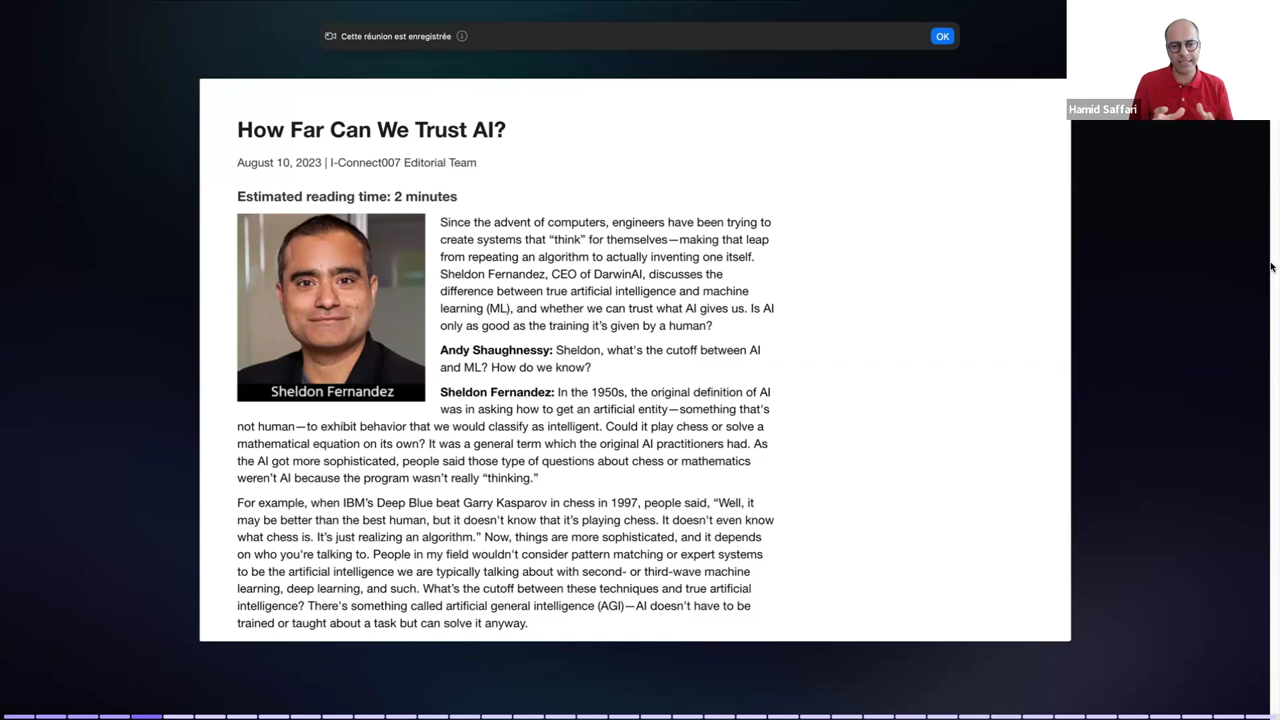 Cette réunion est enregistrée
OK
Hamid Saffari
How Far Can We Trust AI?
August 10, 2023 | I-Connect007 Editorial Team
Estimated reading time: 2 minutes
Sheldon Fernandez
Since the advent of computers, engineers have been trying to
create systems that “think” for themselves—making that leap
from repeating an algorithm to actually inventing one itself.
Sheldon Fernandez, CEO of DarwinAI, discusses the
difference between true artificial intelligence and machine
learning (ML), and whether we can trust what AI gives us. Is AI
only as good as the training it’s given by a human?
Andy Shaughnessy: Sheldon, what's the cutoff between AI
and ML? How do we know?
Sheldon Fernandez: In the 1950s, the original definition of AI
was in asking how to get an artificial entity—something that's
not human—to exhibit behavior that we would classify as intelligent. Could it play chess or solve a
mathematical equation on its own? It was a general term which the original AI practitioners had. As
the AI got more sophisticated, people said those type of questions about chess or mathematics
weren’t AI because the program wasn’t really “thinking.”
For example, when IBM’s Deep Blue beat Garry Kasparov in chess in 1997, people said, “Well, it
may be better than the best human, but it doesn't know that it’s playing chess. It doesn't even know
what chess is. It’s just realizing an algorithm.” Now, things are more sophisticated, and it depends
on who you're talking to. People in my field wouldn't consider pattern matching or expert systems
to be the artificial intelligence we are typically talking about with second- or third-wave machine
learning, deep learning, and such. What’s the cutoff between these techniques and true artificial
intelligence? There's something called artificial general intelligence (AGI)—AI doesn't have to be
trained or taught about a task but can solve it anyway.